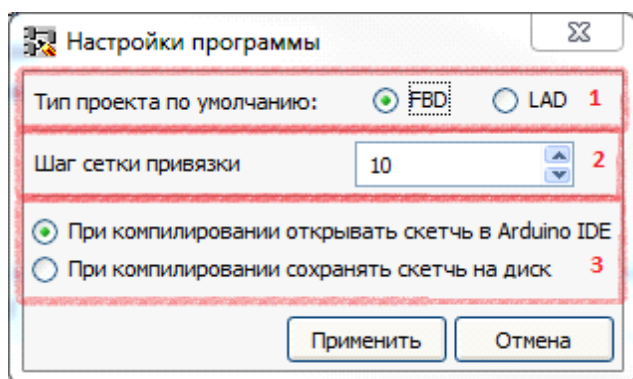 Настройки программы
Тип проекта по умолчанию: FBD LAD 1
Шаг сетки привязки 10 2
При компилировании открывать скетчь в Arduino IDE
При компилировании сохранять скетчь на диск 3
Применить Отмена